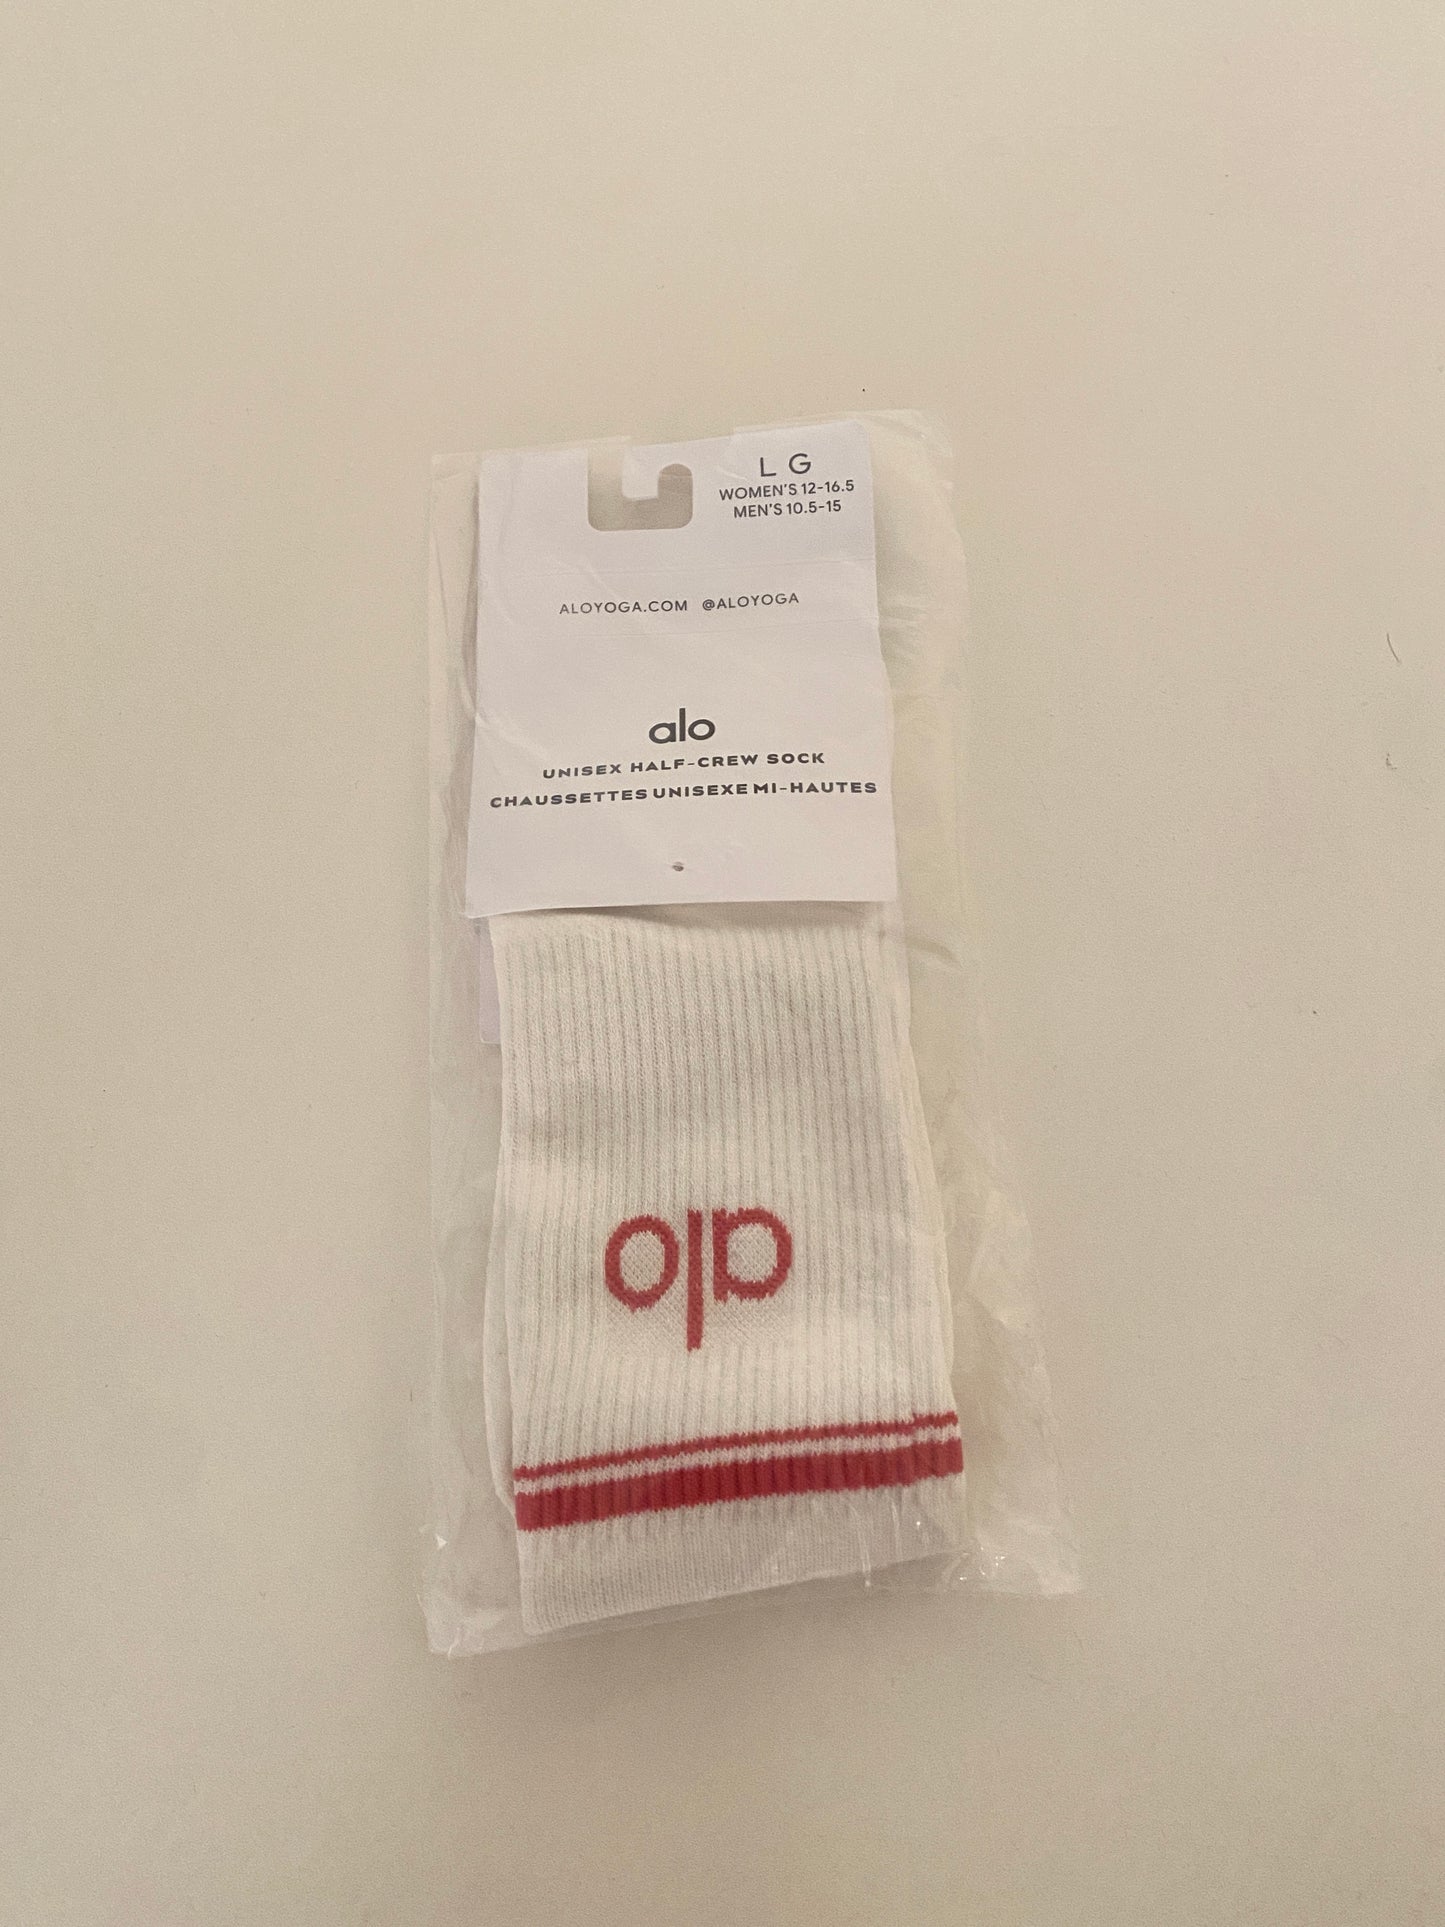 L G
WOMEN'S 12-16.5
MEN'S 10.5-15
ALOYOGA.COM @ALOYOGA
alo
UNISEX HALF-CREW SOCK
CHAUSSETTES UNISEXE MI-HAUTES
alo